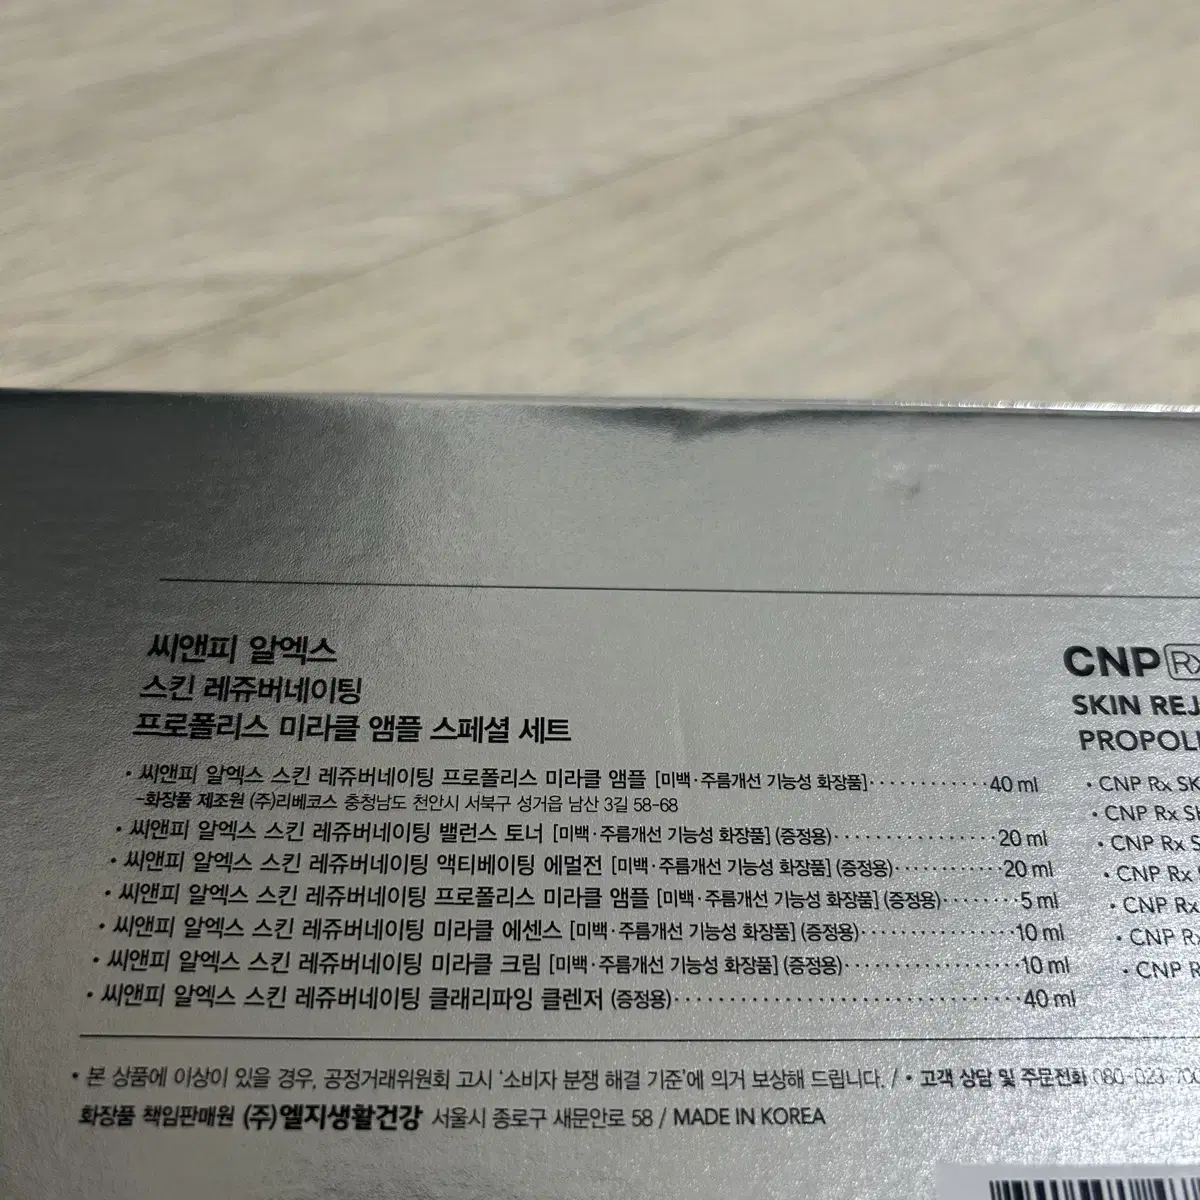 씨앤피 알엑스
스킨 레쥬버네이팅
프로폴리스 미라클 앰플 스페셜 세트
• 씨앤피 알엑스 스킨 레쥬버네이팅 프로폴리스 미라클 앰플 [미백·주름개선 기능성 화장품]············40 ml
-화장품 제조원 (주)리베코스 충청남도 천안시 서북구 성거읍 남산 3길 58-68
• 씨앤피 알엑스 스킨 레쥬버네이팅 밸런스 토너 [미백·주름개선 기능성 화장품] (증정용)················20 ml
• 씨앤피 알엑스 스킨 레쥬버네이팅 액티베이팅 에멀전 [미백·주름개선 기능성 화장품] (증정용)···········20 ml
• 씨앤피 알엑스 스킨 레쥬버네이팅 프로폴리스 미라클 앰플 [미백·주름개선 기능성 화장품] (증정용)········5 ml
• 씨앤피 알엑스 스킨 레쥬버네이팅 미라클 에센스 [미백·주름개선 기능성 화장품] (증정용)···············10 ml
• 씨앤피 알엑스 스킨 레쥬버네이팅 미라클 크림 [미백·주름개선 기능성 화장품] (증정용)·················10 ml
• 씨앤피 알엑스 스킨 레쥬버네이팅 클래리파잉 클렌저 (증정용)·································40 ml
CNP Rx
SKIN REJ
PROPOLI
• CNP Rx SK
• CNP Rx SK
• CNP Rx S
• CNP Rx
• CNP Rx
• CNP Rx
• CNP R
• 본 상품에 이상이 있을 경우, 공정거래위원회 고시 '소비자 분쟁 해결 기준'에 의거 보상해 드립니다. / • 고객 상담 및 주문전화 080-023-700
화장품 책임판매원 (주)엘지생활건강 서울시 종로구 새문안로 58 / MADE IN KOREA